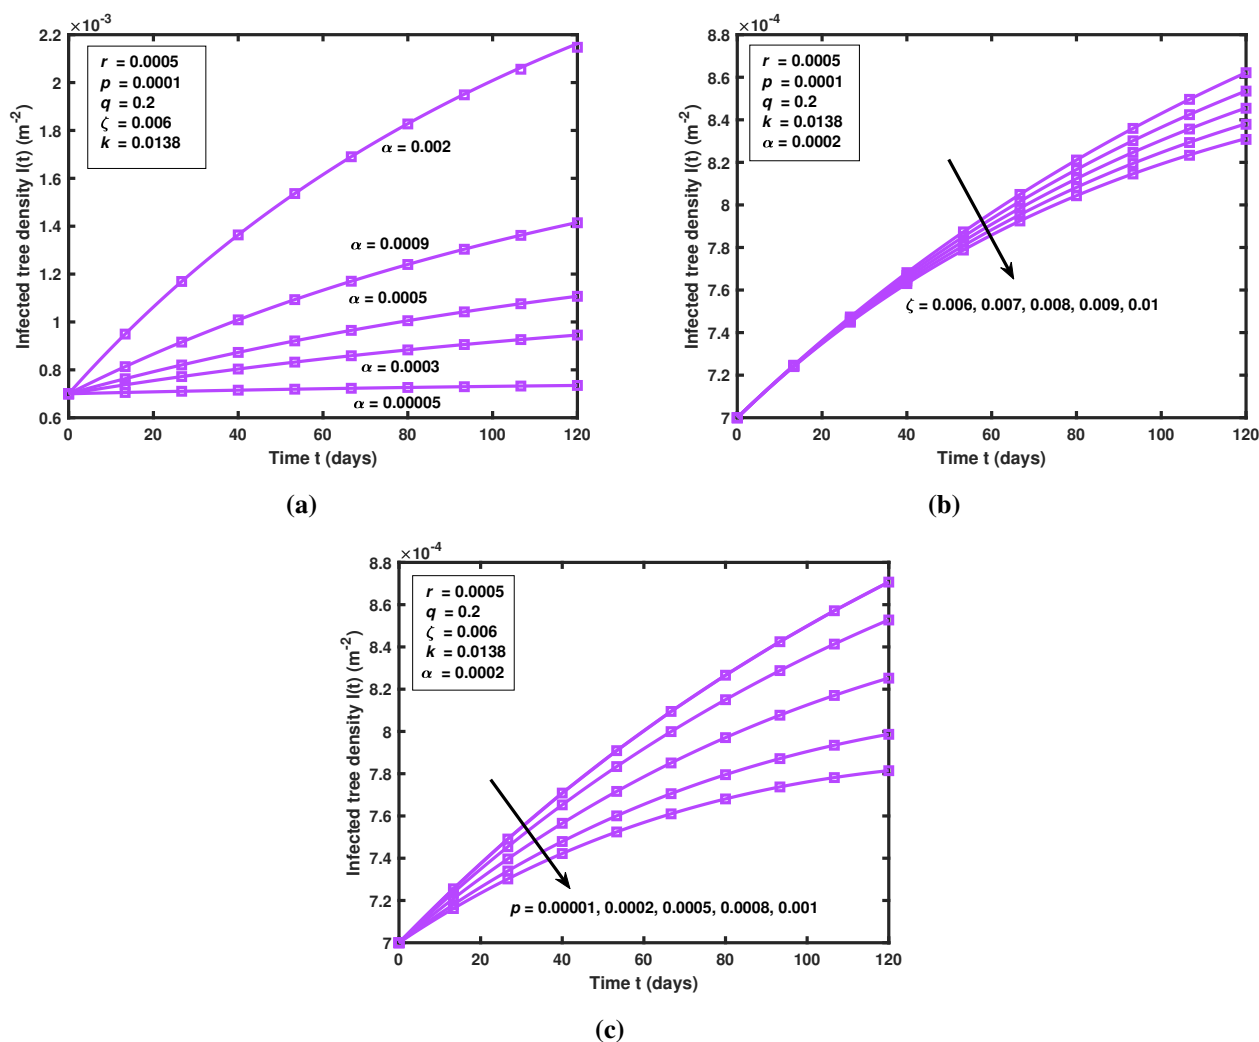 ×10⁻³
2.2
2
1.8
1.4
1.2
1
0.8
0.6
0
20
40
60
80
100
120
r = 0.0005
p = 0.0001
q = 0.2
ζ = 0.006
k = 0.0138
α = 0.002
α = 0.0009
α = 0.0005
α = 0.0003
α = 0.00005
Infected tree density I(t) (m⁻²)
Time t (days)
(a)
×10⁻⁴
8.8
8.6
8.4
8.2
8
7.8
7.6
7.4
7.2
7
0
20
40
60
80
100
120
r = 0.0005
p = 0.0001
q = 0.2
k = 0.0138
α = 0.0002
ζ = 0.006, 0.007, 0.008, 0.009, 0.01
Infected tree density I(t) (m⁻²)
Time t (days)
(b)
×10⁻⁴
8.8
8.6
8.4
8.2
8
7.8
7.6
7.4
7.2
7
0
20
40
60
80
100
120
r = 0.0005
q = 0.2
ζ = 0.006
k = 0.0138
α = 0.0002
p = 0.00001, 0.0002, 0.0005, 0.0008, 0.001
Infected tree density I(t) (m⁻²)
Time t (days)
(c)